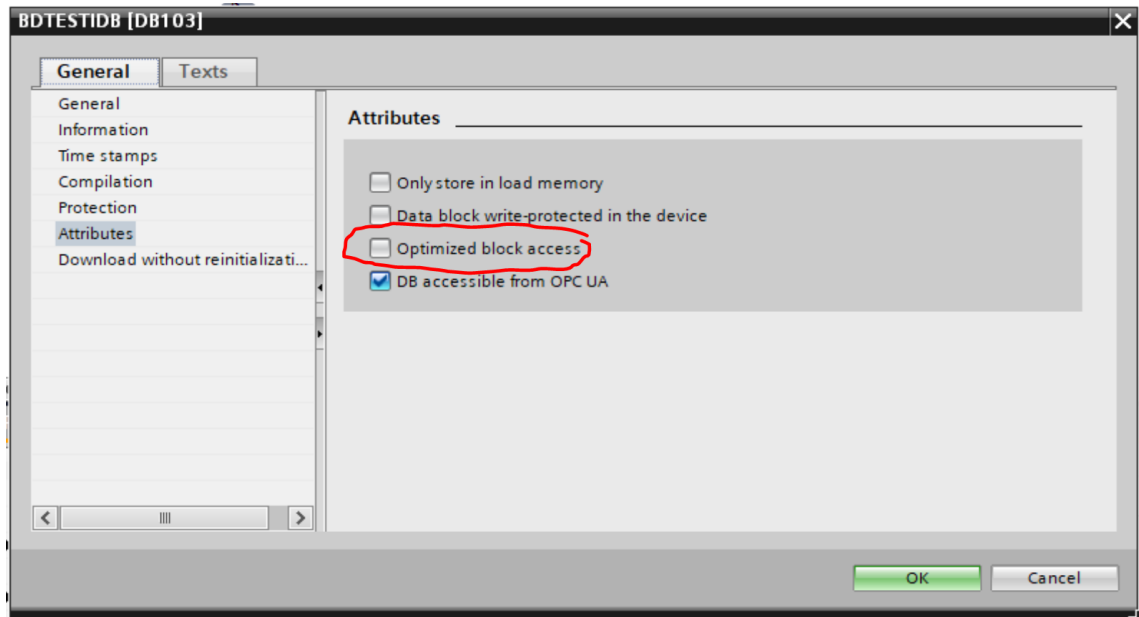 BDTESTIDB [DB103]
General Texts
General
Information
Time stamps
Compilation
Protection
Attributes
Download without reinitializati...
Attributes
Only store in load memory
Data block write-protected in the device
Optimized block access
DB accessible from OPC UA
OK Cancel